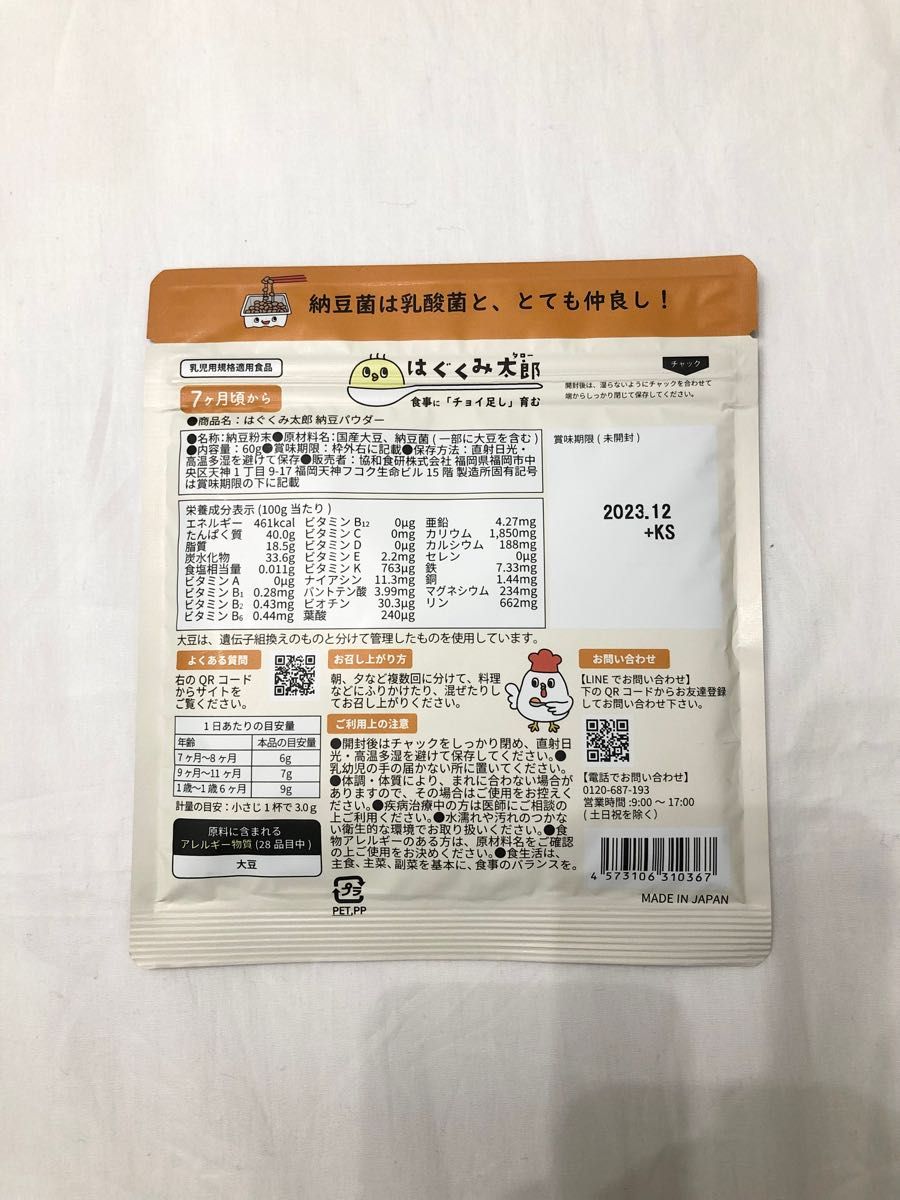 納豆菌は乳酸菌と、とても仲良し！
乳児用規格適用食品
7ヶ月頃から
はぐくみ太郎
タロー
食事に「チョイ足し」育む
チャック
開封後は、湿らないようにチャックを合わせて
端からしっかり閉じて保存してください。
●商品名：はぐくみ太郎 納豆パウダー
●名称:納豆粉末●原材料名:国産大豆、納豆菌(一部に大豆を含む)
●内容量：60g●賞味期限：枠外右に記載●保存方法：直射日光・
高温多湿を避けて保存●販売者：協和食研株式会社 福岡県福岡市中
央区天神1丁目9-17福岡天神フコク生命ビル15階 製造所固有記号
は賞味期限の下に記載
賞味期限(未開封)
2023.12
+KS
栄養成分表示(100g当たり)
エネルギー 461kcal ビタミンB12 0μg 亜鉛 4.27mg
たんぱく質 40.0g ビタミンC 0mg カリウム 1,850mg
脂質 18.5g ビタミンD 0μg カルシウム 188mg
炭水化物 33.6g ビタミンE 2.2mg セレン 0μg
食塩相当量 0.011g ビタミンK 763μg 鉄 7.33mg
ビタミンA 0μg ナイアシン 11.3mg 銅 1.44mg
ビタミンB1 0.28mg パントテン酸 3.99mg マグネシウム 234mg
ビタミンB2 0.43mg ビオチン 30.3μg リン 662mg
ビタミンB6 0.44mg 葉酸 240μg
大豆は、遺伝子組換えのものと分けて管理したものを使用しています。
よくある質問
右のQRコード
からサイトを
ご覧ください。
1日あたりの目安量
年齢 本品の目安量
7ヶ月〜8ヶ月 6g
9ヶ月〜11ヶ月 7g
1歳〜1歳6ヶ月 9g
計量の目安：小さじ1杯で3.0g
原料に含まれる
アレルギー物質(28品目中)
大豆
お召し上がり方
朝、夕など複数回に分けて、料理
などにふりかけたり、混ぜたりし
てお召し上がりください。
ご利用上の注意
●開封後はチャックをしっかり閉め、直射日
光・高温多湿を避けて保存してください。●
乳幼児の手の届かない所に置いてください。
●体調・体質により、まれに合わない場合が
ありますので、その場合はご使用をお控えく
ださい。●疾病治療中の方は医師にご相談の
上ご利用ください。●水濡れや汚れのつかな
い衛生的な環境でお取り扱いください。●食
物アレルギーのある方は、原材料名をご確認
の上ご使用をお決めください。●食生活は、
主食、主菜、副菜を基本に、食事のバランスを。
プラ
PET,PP
お問い合わせ
【LINEでお問い合わせ】
下のQRコードからお友達登録
してお問い合わせ下さい。
【電話でお問い合わせ】
0120-687-193
営業時間:9:00〜17:00
(土日祝を除く)
4 573106 310367
MADE IN JAPAN